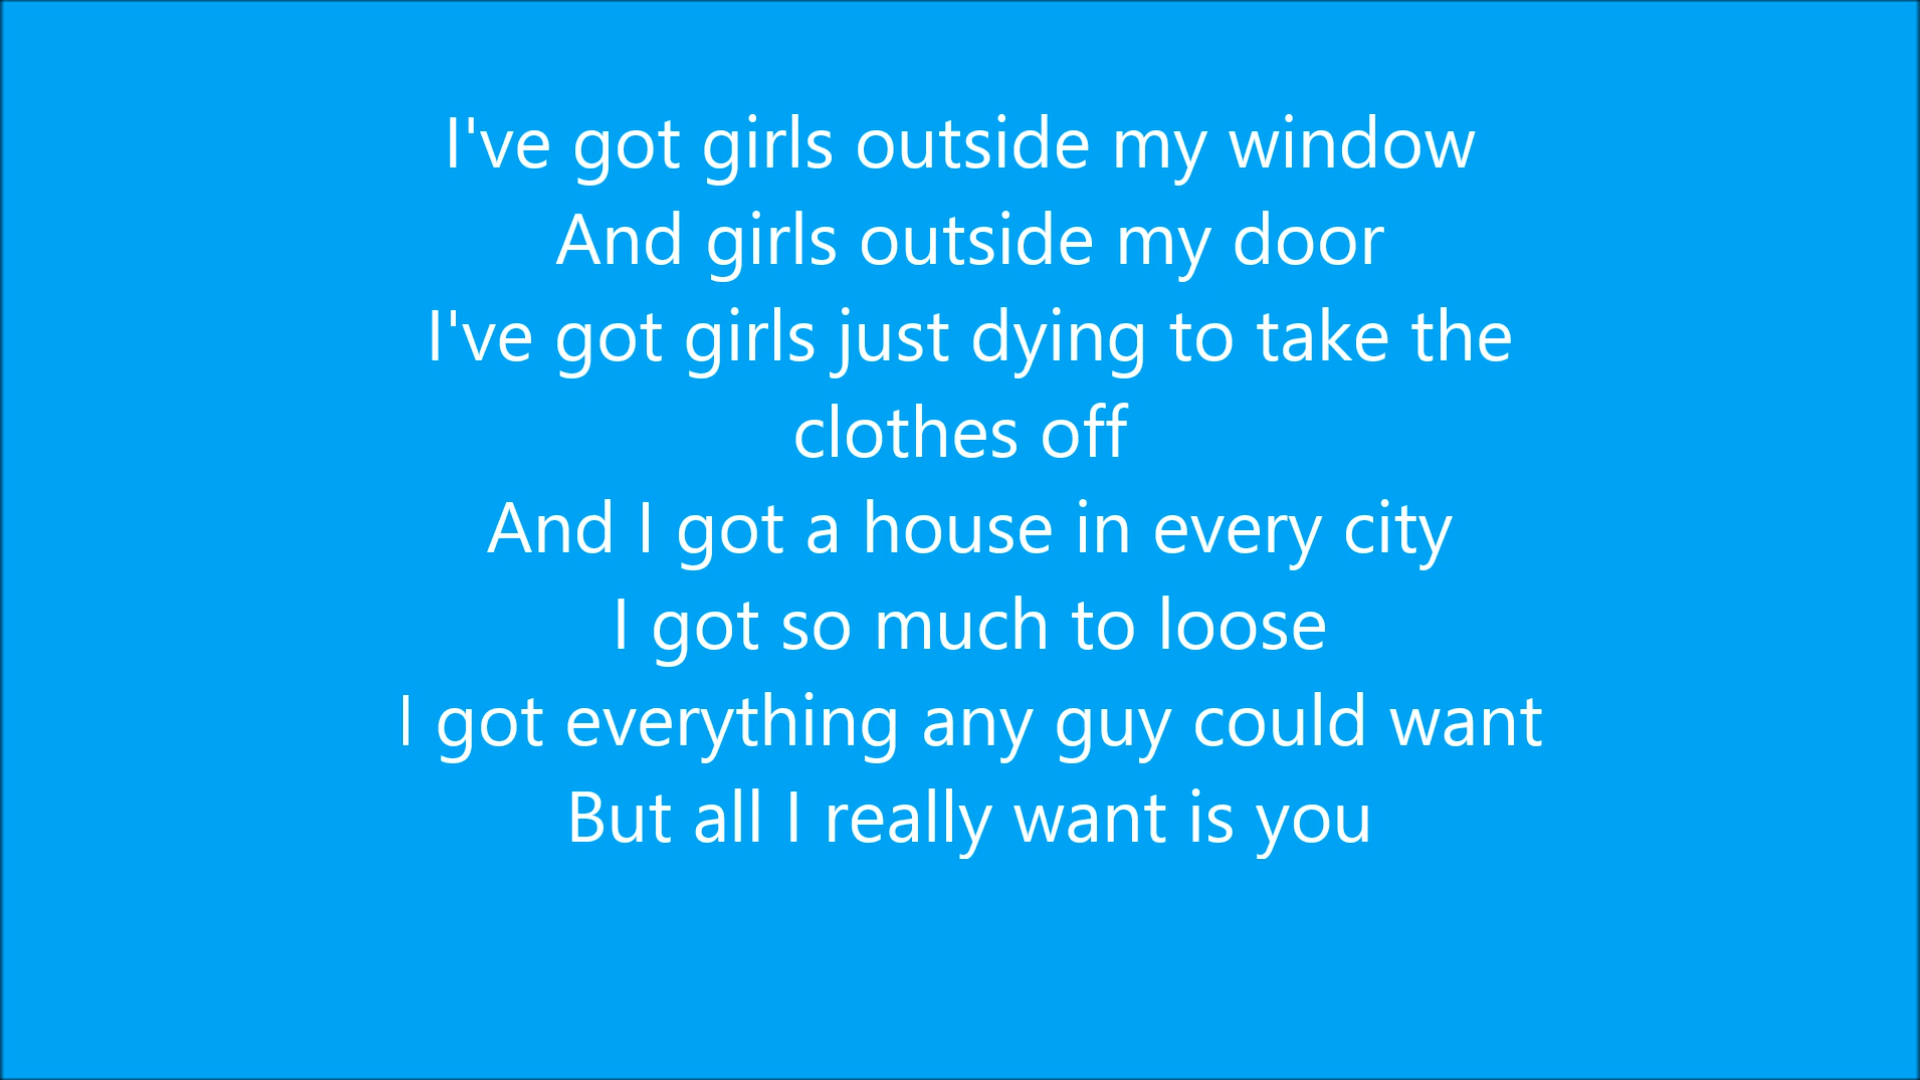 I've got girls outside my window
And girls outside my door
I've got girls just dying to take the
clothes off
And I got a house in every city
I got so much to loose
I got everything any guy could want
But all I really want is you